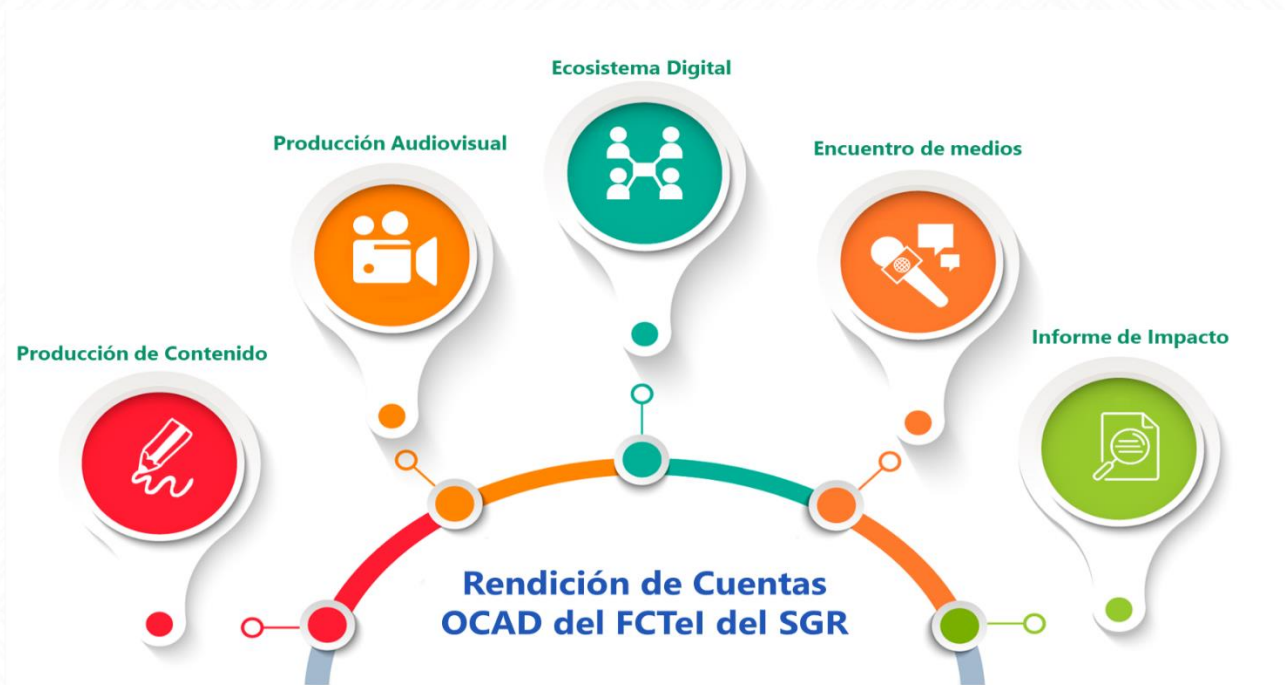 Ecosistema Digital
Producción Audiovisual
Encuentro de medios
Producción de Contenido
Informe de Impacto
Rendición de Cuentas
OCAD del FCTeI del SGR